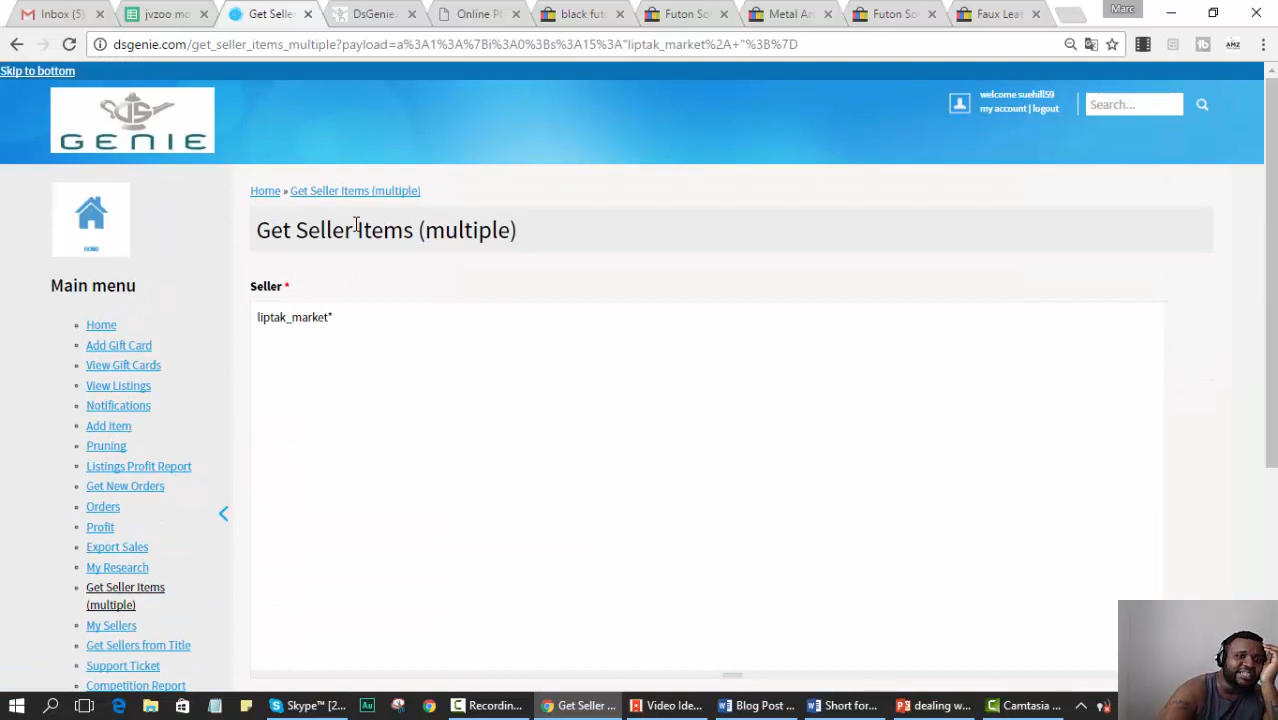 Inbox (5)
jvzoo mo
Get Selle
DsGenie
Online Pf
black fut
Futon So
Metal Ar
Futon So
Faux Leat
Marc
dsgenie.com/get_seller_items_multiple?payload=a%3A1%3A%7Bi%3A0%3Bs%3A15%3A"liptak_market%2A+"%3B%7D
Skip to bottom
GENIE
welcome suehill59
my account | logout
Search...
HOME
Home » Get Seller Items (multiple)
Get Seller Items (multiple)
Main menu
Seller *
liptak_market*
Home
Add Gift Card
View Gift Cards
View Listings
Notifications
Add item
Pruning
Listings Profit Report
Get New Orders
Orders
Profit
Export Sales
My Research
Get Seller Items
(multiple)
My Sellers
Get Sellers from Title
Support Ticket
Competition Report
Skype™ [2...
Recordin...
Get Seller ...
Video Ide...
Blog Post ...
Short for...
dealing w...
Camtasia ...